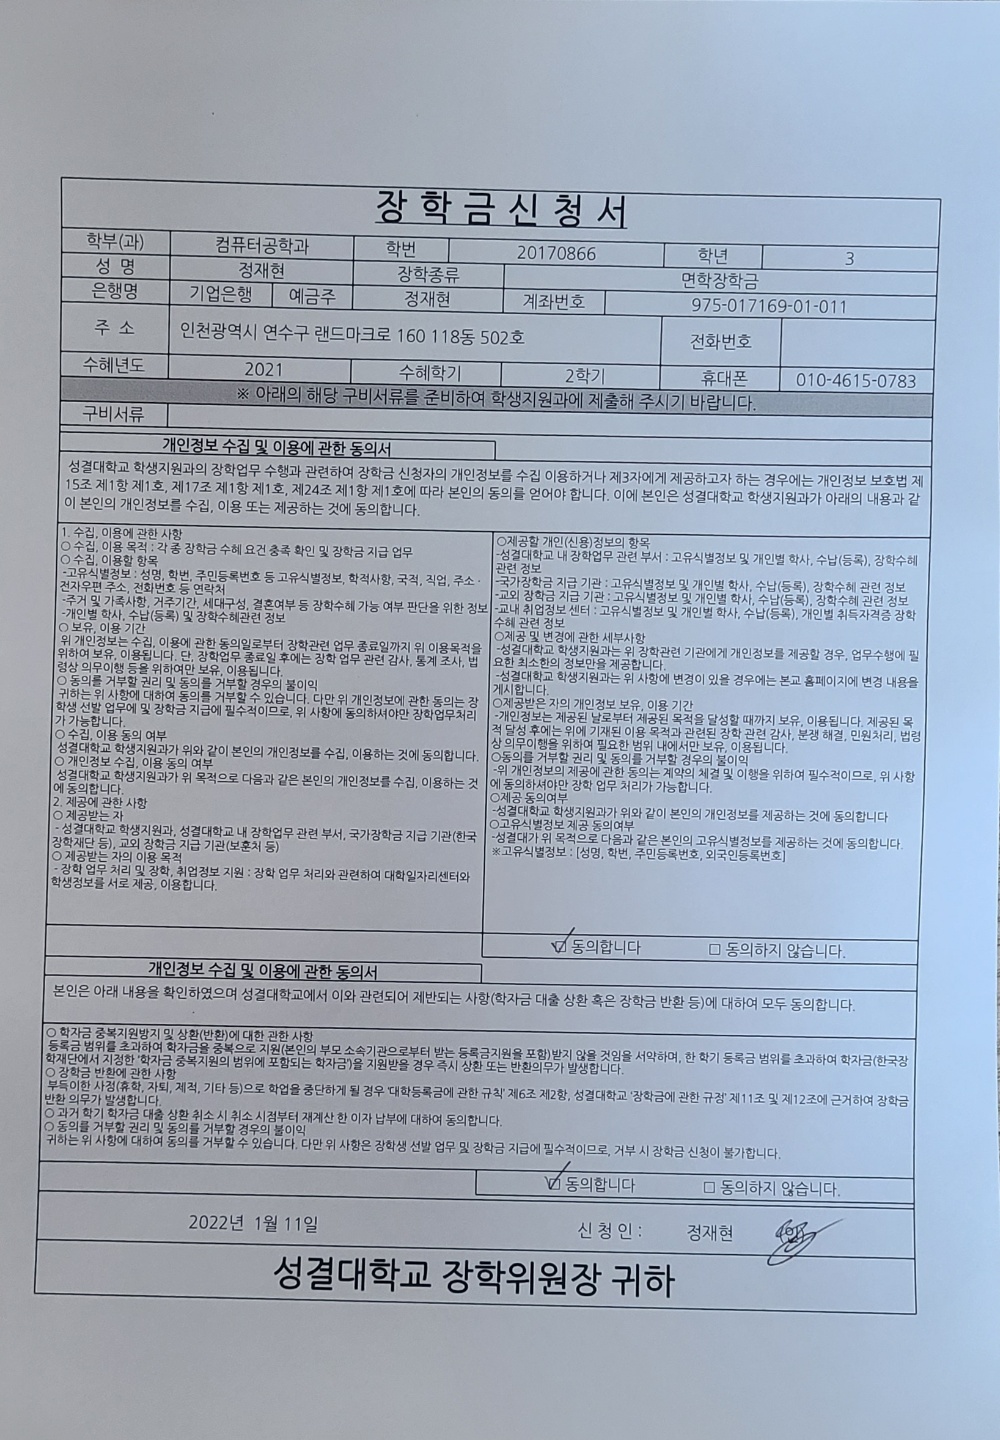 장 학 금 신 청 서
학부(과) 컴퓨터공학과 학번 20170866 학년 3
성 명 정재현 장학종류 면학장학금
은행명 기업은행 예금주 정재현 계좌번호 975-017169-01-011
주 소 인천광역시 연수구 랜드마크로 160 118동 502호 전화번호
수혜년도 2021 수혜학기 2학기 휴대폰 010-4615-0783
※ 아래의 해당 구비서류를 준비하여 학생지원과에 제출해 주시기 바랍니다.
구비서류
개인정보 수집 및 이용에 관한 동의서
성결대학교 학생지원과의 장학업무 수행과 관련하여 장학금 신청자의 개인정보를 수집 이용하거나 제3자에게 제공하고자 하는 경우에는 개인정보 보호법 제
15조 제1항 제1호, 제17조 제1항 제1호, 제24조 제1항 제1호에 따라 본인의 동의를 얻어야 합니다. 이에 본인은 성결대학교 학생지원과가 아래의 내용과 같
이 본인의 개인정보를 수집, 이용 또는 제공하는 것에 동의합니다.
1. 수집, 이용에 관한 사항
○ 수집, 이용 목적 : 각 종 장학금 수혜 요건 충족 확인 및 장학금 지급 업무
○ 수집, 이용할 항목
-고유식별정보 : 성명, 학번, 주민등록번호 등 고유식별정보, 학적사항, 국적, 직업, 주소·
전자우편 주소, 전화번호 등 연락처
-주거 및 가족사항, 거주기간, 세대구성, 결혼여부 등 장학수혜 가능 여부 판단을 위한 정보
-개인별 학사, 수납(등록) 및 장학수혜관련 정보
○ 보유, 이용 기간
위 개인정보는 수집, 이용에 관한 동의일로부터 장학관련 업무 종료일까지 위 이용목적을
위하여 보유, 이용됩니다. 단, 장학업무 종료일 후에는 장학 업무 관련 감사, 통계 조사, 법
령상 의무이행 등을 위하여만 보유, 이용됩니다.
○ 동의를 거부할 권리 및 동의를 거부할 경우의 불이익
귀하는 위 사항에 대하여 동의를 거부할 수 있습니다. 다만 위 개인정보에 관한 동의는 장
학생 선발 업무에 및 장학금 지급에 필수적이므로, 위 사항에 동의하셔야만 장학업무처리
가 가능합니다.
○ 수집, 이용 동의 여부
성결대학교 학생지원과가 위와 같이 본인의 개인정보를 수집, 이용하는 것에 동의합니다.
○ 개인정보 수집, 이용 동의 여부
성결대학교 학생지원과가 위 목적으로 다음과 같은 본인의 개인정보를 수집, 이용하는 것
에 동의합니다.
2. 제공에 관한 사항
○ 제공받는 자
- 성결대학교 학생지원과, 성결대학교 내 장학업무 관련 부서, 국가장학금 지급 기관(한국
장학재단 등), 교외 장학금 지급 기관(보훈처 등)
○ 제공받는 자의 이용 목적
- 장학 업무 처리 및 장학, 취업정보 지원 : 장학 업무 처리와 관련하여 대학일자리센터와
학생정보를 서로 제공, 이용합니다.
○제공할 개인(신용)정보의 항목
-성결대학교 내 장학업무 관련 부서 : 고유식별정보 및 개인별 학사, 수납(등록), 장학수혜
관련 정보
-국가장학금 지급 기관 : 고유식별정보 및 개인별 학사, 수납(등록), 장학수혜 관련 정보
-교외 장학금 지급 기관 : 고유식별정보 및 개인별 학사, 수납(등록), 장학수혜 관련 정보
-교내 취업정보 센터 : 고유식별정보 및 개인별 학사, 수납(등록), 개인별 취득자격증 장학
수혜 관련 정보
○제공 및 변경에 관한 세부사항
-성결대학교 학생지원과는 위 장학관련 기관에게 개인정보를 제공할 경우, 업무수행에 필
요한 최소한의 정보만을 제공합니다.
-성결대학교 학생지원과는 위 사항에 변경이 있을 경우에는 본교 홈페이지에 변경 내용을
게시합니다.
○제공받은 자의 개인정보 보유, 이용 기간
-개인정보는 제공된 날로부터 제공된 목적을 달성할 때까지 보유, 이용됩니다. 제공된 목
적 달성 후에는 위에 기재된 이용 목적과 관련된 장학 관련 감사, 분쟁 해결, 민원처리, 법령
상 의무이행을 위하여 필요한 범위 내에서만 보유, 이용됩니다.
○동의를 거부할 권리 및 동의를 거부할 경우의 불이익
-위 개인정보의 제공에 관한 동의는 계약의 체결 및 이행을 위하여 필수적이므로, 위 사항
에 동의하셔야만 장학 업무 처리가 가능합니다.
○제공 동의여부
-성결대학교 학생지원과가 위와 같이 본인의 개인정보를 제공하는 것에 동의합니다
○고유식별정보 제공 동의여부
-성결대가 위 목적으로 다음과 같은 본인의 고유식별정보를 제공하는 것에 동의합니다.
※고유식별정보 : [성명, 학번, 주민등록번호, 외국인등록번호]
☑ 동의합니다 □ 동의하지 않습니다.
개인정보 수집 및 이용에 관한 동의서
본인은 아래 내용을 확인하였으며 성결대학교에서 이와 관련되어 제반되는 사항(학자금 대출 상환 혹은 장학금 반환 등)에 대하여 모두 동의합니다.
○ 학자금 중복지원방지 및 상환(반환)에 대한 관한 사항
등록금 범위를 초과하여 학자금을 중복으로 지원(본인의 부모 소속기관으로부터 받는 등록금지원을 포함)받지 않을 것임을 서약하며, 한 학기 등록금 범위를 초과하여 학자금(한국장
학재단에서 지정한 '학자금 중복지원의 범위에 포함되는 학자금')을 지원받을 경우 즉시 상환 또는 반환의무가 발생합니다.
○ 장학금 반환에 관한 사항
부득이한 사정(휴학, 자퇴, 제적, 기타 등)으로 학업을 중단하게 될 경우 '대학등록금에 관한 규칙' 제6조 제2항, 성결대학교 '장학금에 관한 규정' 제11조 및 제12조에 근거하여 장학금
반환 의무가 발생합니다.
○ 과거 학기 학자금 대출 상환 취소 시 취소 시점부터 재계산 한 이자 납부에 대하여 동의합니다.
○ 동의를 거부할 권리 및 동의를 거부할 경우의 불이익
귀하는 위 사항에 대하여 동의를 거부할 수 있습니다. 다만 위 사항은 장학생 선발 업무 및 장학금 지급에 필수적이므로, 거부 시 장학금 신청이 불가합니다.
☑ 동의합니다 □ 동의하지 않습니다.
2022년 1월 11일 신 청 인 : 정재현
성결대학교 장학위원장 귀하